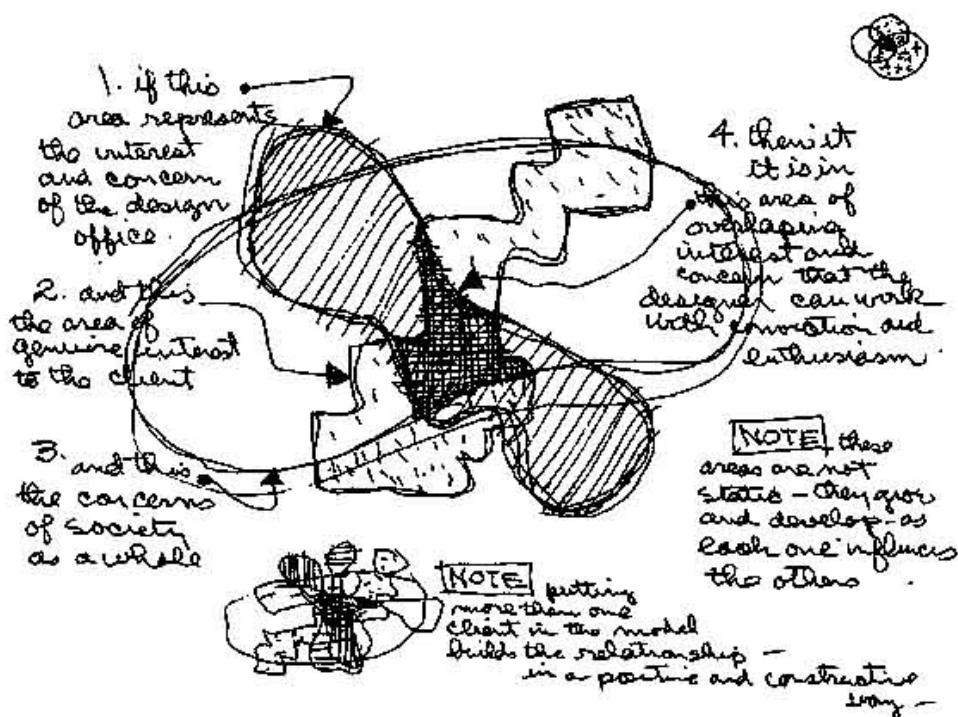 1. if this
area represents
the interest
and concern
of the design
office.
2. and this
the area of
genuine interest
to the client
3. and this
the concerns
of society
as a whole
4. then it
it is in
this area of
overlaping
interest and
concern that the
designer can work
with conviction and
enthusiasm
NOTE these
areas are not
static – they grow
and develop – as
each one influences
the others.
NOTE putting
more than one
client in the model
builds the relationship –
in a positive and constructive
way –